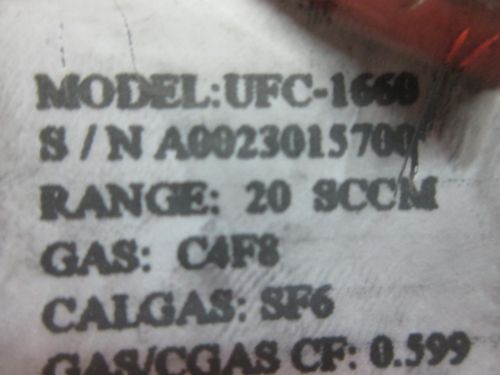 MODEL:UFC-1660
S / N A0023015700
RANGE: 20 SCCM
GAS: C4F8
CALGAS: SF6
GAS/CGAS CF: 0.599